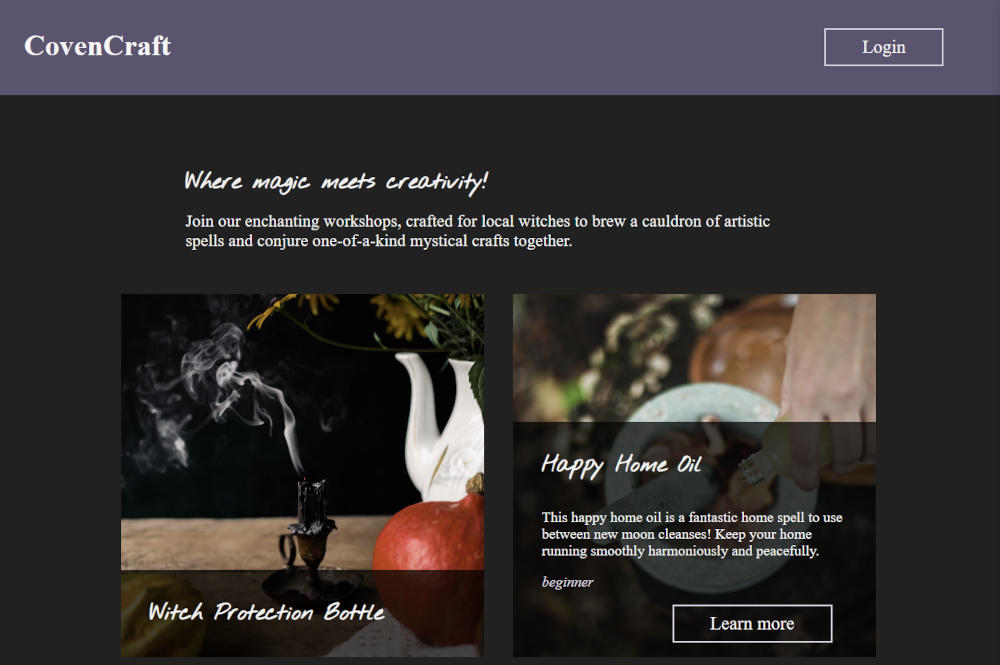 CovenCraft
Login
Where magic meets creativity!
Join our enchanting workshops, crafted for local witches to brew a cauldron of artistic
spells and conjure one-of-a-kind mystical crafts together.
Witch Protection Bottle
Happy Home Oil
This happy home oil is a fantastic home spell to use
between new moon cleanses! Keep your home
running smoothly harmoniously and peacefully.
beginner
Learn more